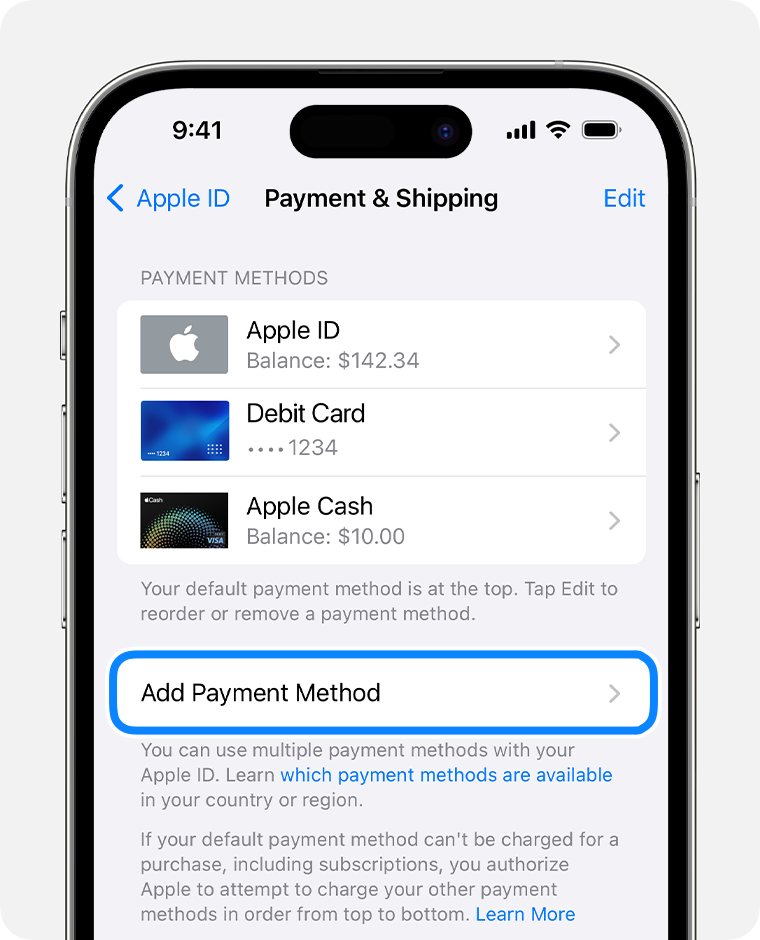 9:41
Apple ID
Payment & Shipping
Edit
PAYMENT METHODS
Apple ID
Balance: $142.34
•••• 1234
Debit Card
•••• 1234
Cash
VISA
Apple Cash
Balance: $10.00
Your default payment method is at the top. Tap Edit to
reorder or remove a payment method.
Add Payment Method
You can use multiple payment methods with your
Apple ID. Learn which payment methods are available
in your country or region.
If your default payment method can't be charged for a
purchase, including subscriptions, you authorize
Apple to attempt to charge your other payment
methods in order from top to bottom. Learn More